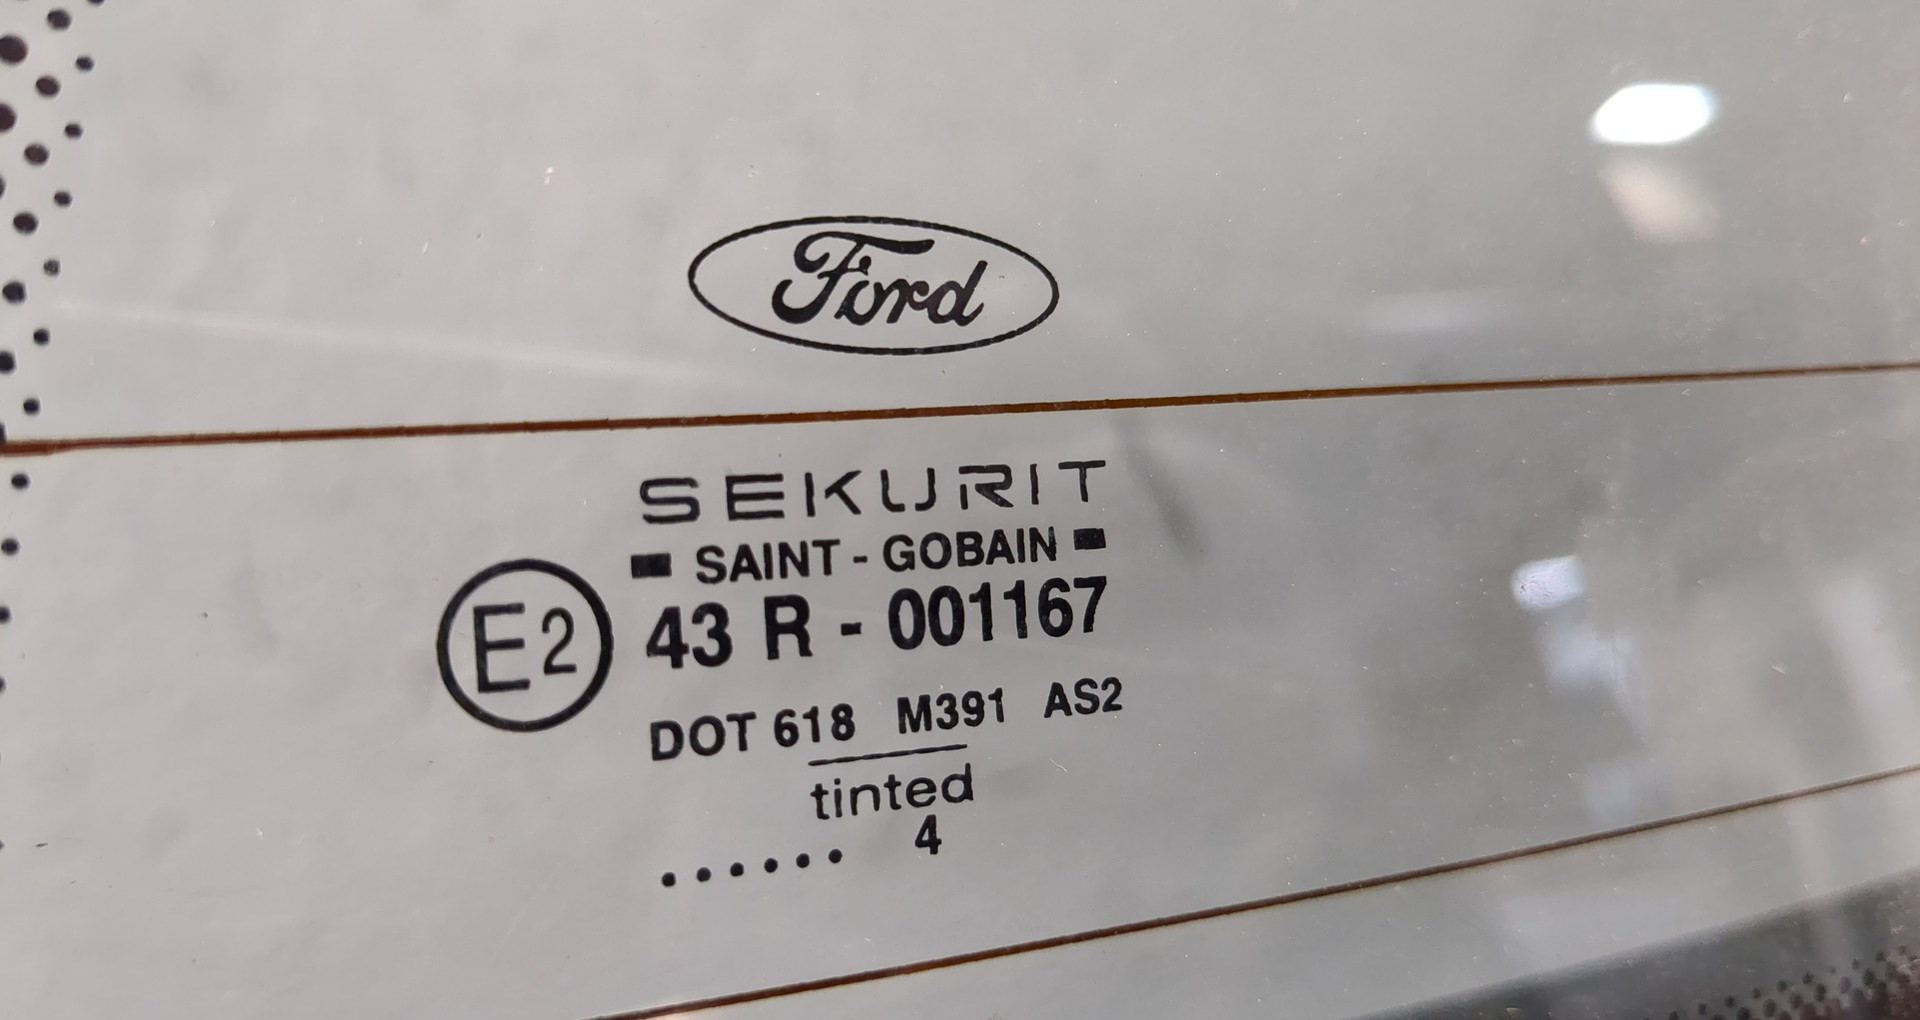 Ford
SEKURIT
SAINT - GOBAIN
E2
43 R - 001167
DOT 618 M391 AS2
tinted
...... 4